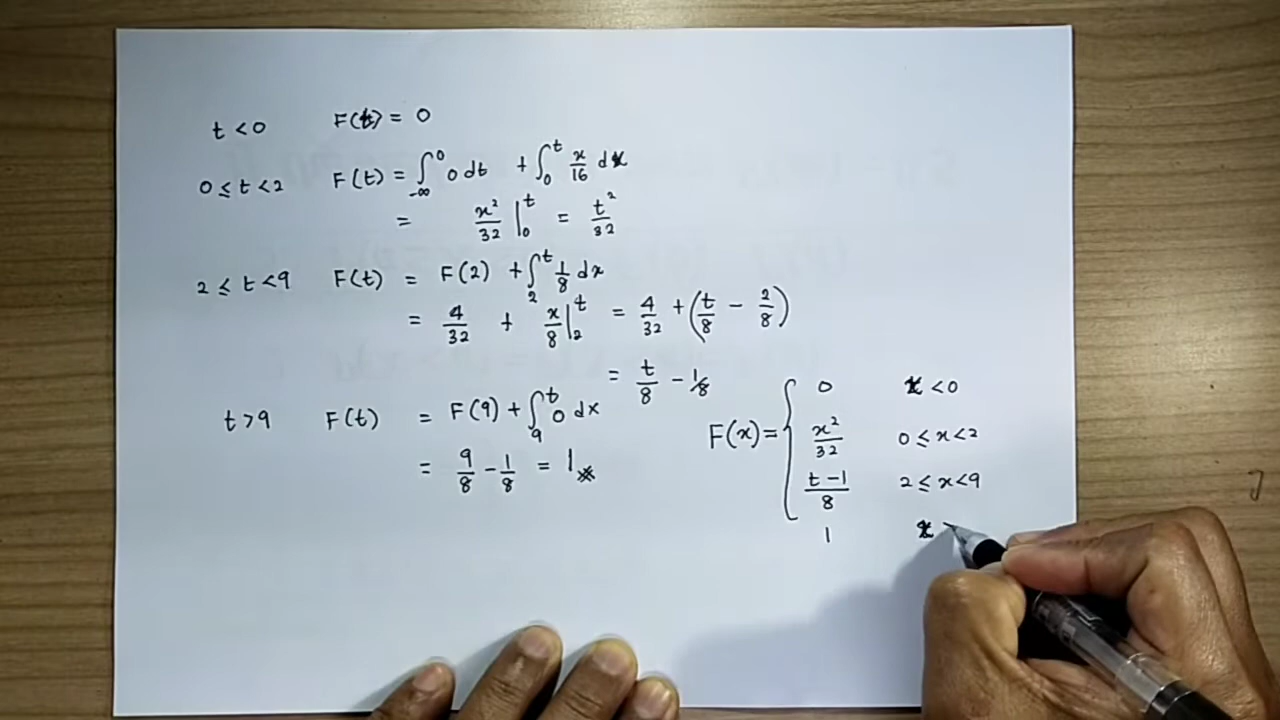 t < 0 F(t) = 0
0 ≤ t < 2 F(t) = ∫_{-∞}^{0} 0 dt + ∫_{0}^{t} x/16 dx
= x²/32 |_{0}^{t} = t²/32
2 ≤ t < 9 F(t) = F(2) + ∫_{2}^{t} 1/8 dx
= 4/32 + x/8 |_{2}^{t} = 4/32 + (t/8 − 2/8)
= t/8 − 1/8
t > 9 F(t) = F(9) + ∫_{9}^{t} 0 dx
= 9/8 − 1/8 = 1
F(x) = { 0 x < 0
x²/32 0 ≤ x < 2
(t − 1)/8 2 ≤ x < 9
1 x